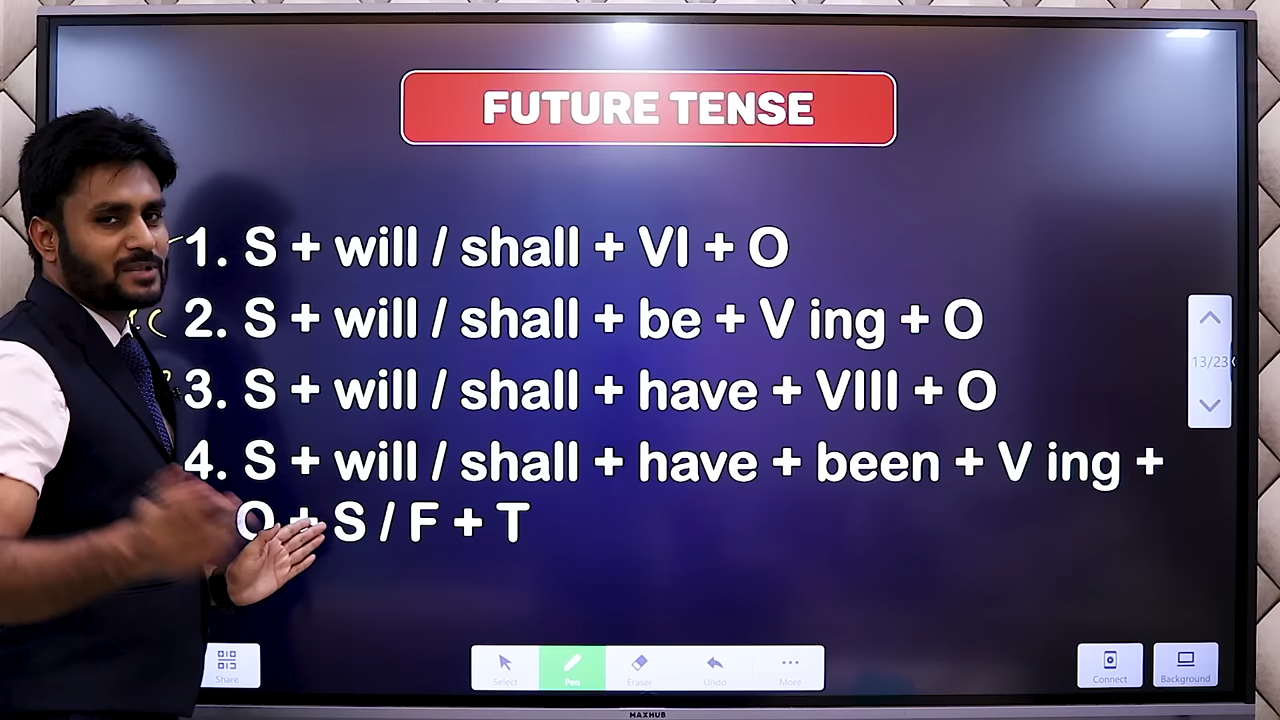 FUTURE TENSE
1. S + will / shall + VI + O
2. S + will / shall + be + V ing + O
3. S + will / shall + have + VIII + O
4. S + will / shall + have + been + V ing +
O + S / F + T
13/23
Share
Select
Pen
Eraser
Undo
More
Connect
Background
MAXHUB